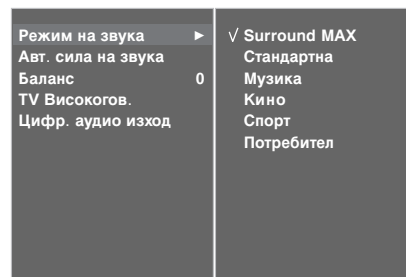 Режим на звука ►
Авт. сила на звука
Баланс 0
TV Високогов.
Цифр. аудио изход
√ Surround MAX
Стандартна
Музика
Кино
Спорт
Потребител